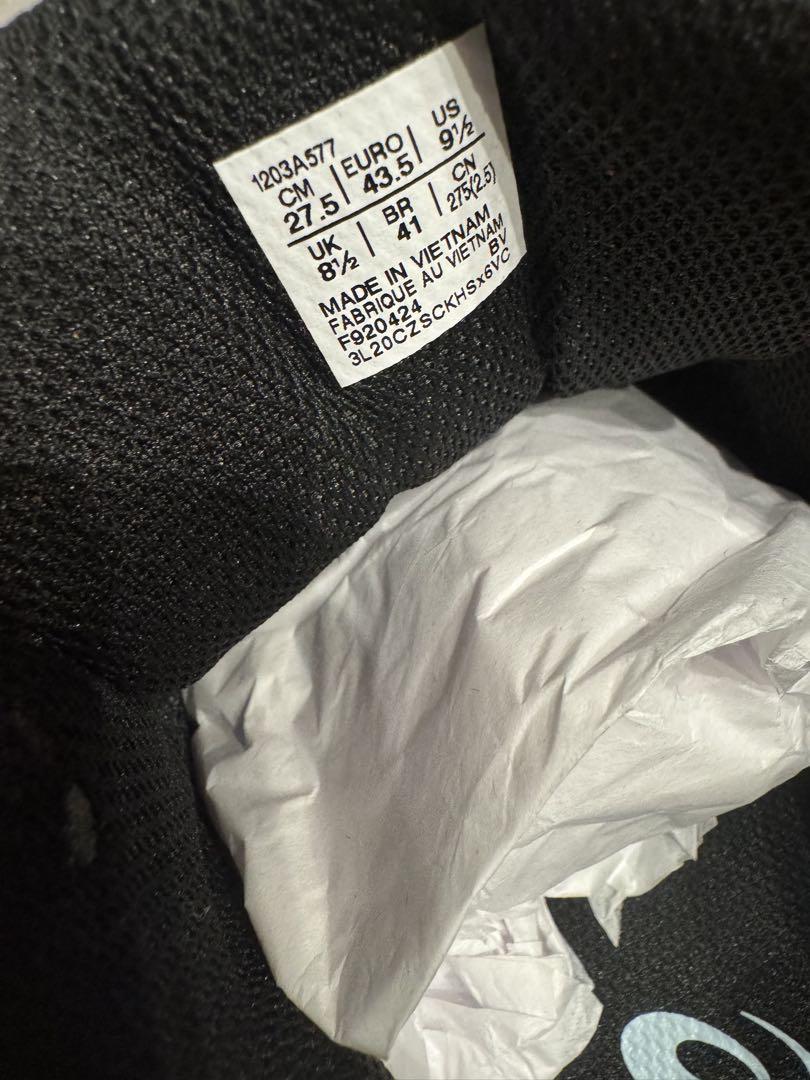 1203A577
CM | EURO | US
27.5 | 43.5 | 9½
UK | BR | CN
8½ | 41 | 275(2.5)
MADE IN VIETNAM
FABRIQUE AU VIETNAM
F920424 BV
3L20CZSCKHSx6VC